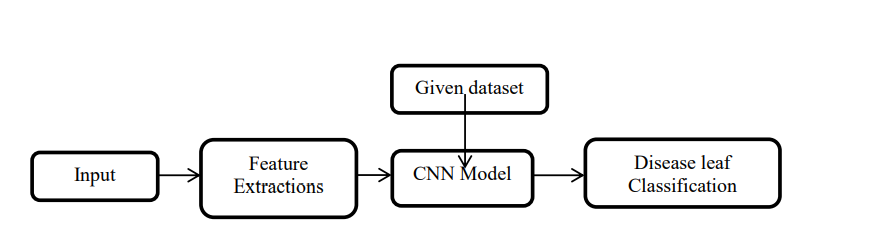 Given dataset
Input
Feature
Extractions
CNN Model
Disease leaf
Classification